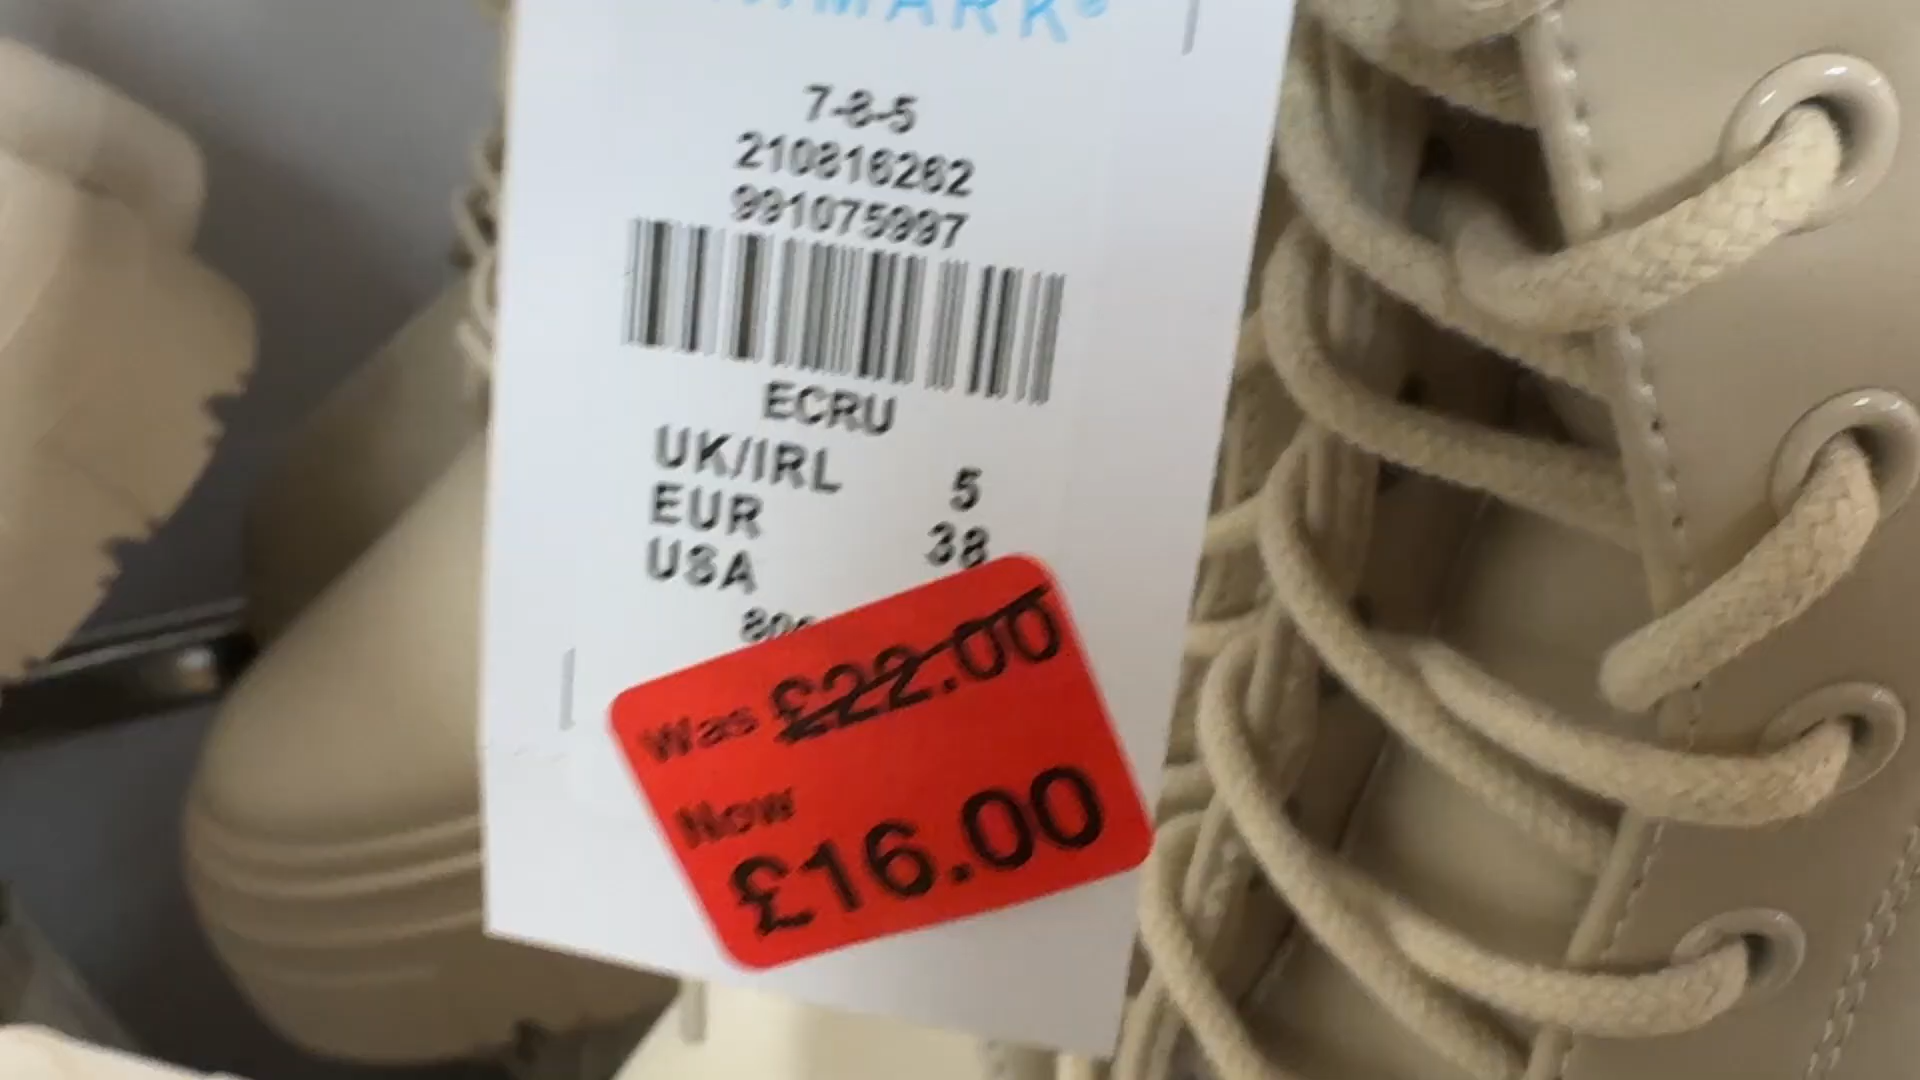 7-8-5
210816262
991075997
ECRU
UK/IRL 5
EUR 38
USA
Was £22.00
Now
£16.00